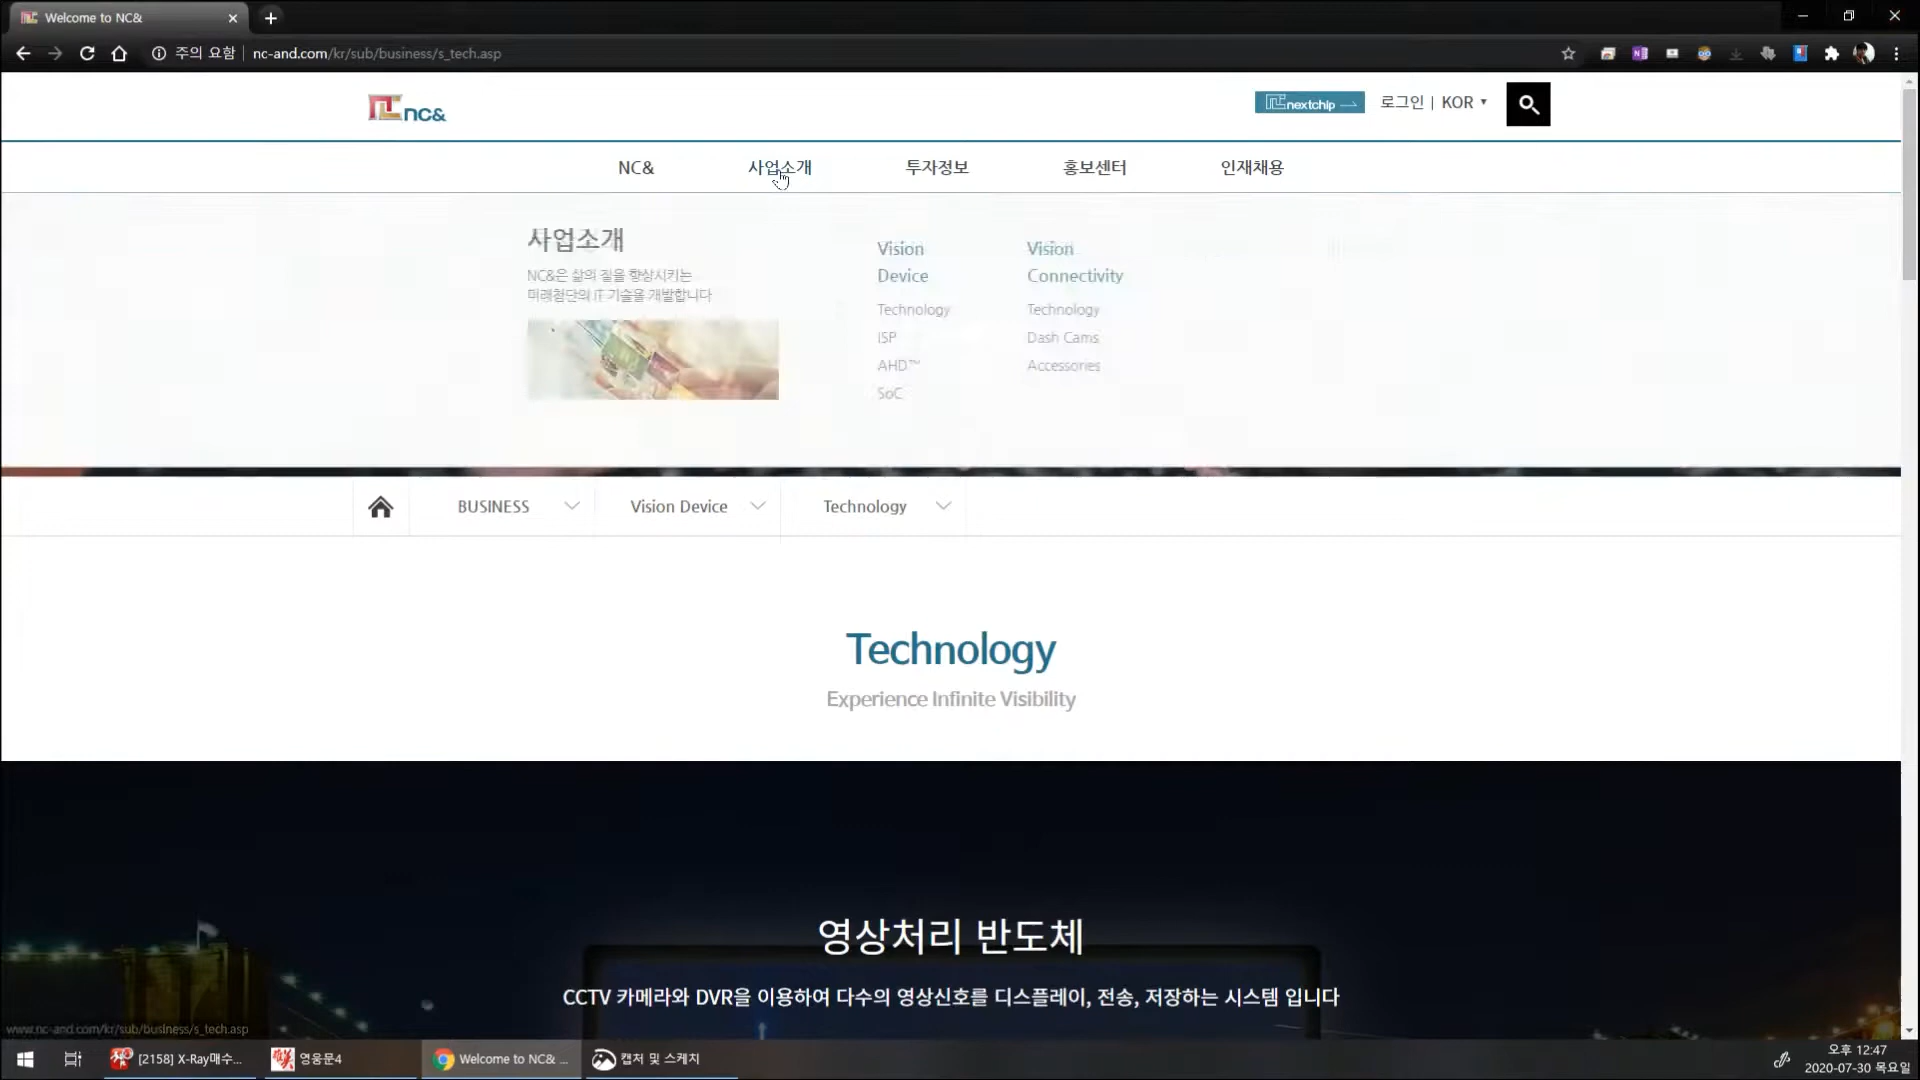 Welcome to NC&
주의 요함 | nc-and.com/kr/sub/business/s_tech.asp
nc&
nextchip
로그인 | KOR
NC&
사업소개
투자정보
홍보센터
인재채용
사업소개
NC&은 삶의 질을 향상시키는
미래첨단의 IT 기술을 개발합니다
Vision
Device
Technology
ISP
AHD™
SoC
Vision
Connectivity
Technology
Dash Cams
Accessories
BUSINESS
Vision Device
Technology
Technology
Experience Infinite Visibility
영상처리 반도체
CCTV 카메라와 DVR을 이용하여 다수의 영상신호를 디스플레이, 전송, 저장하는 시스템 입니다
www.nc-and.com/kr/sub/business/s_tech.asp
[2158] X-Ray매수...
영웅문4
Welcome to NC& ...
캡처 및 스케치
오후 12:47
2020-07-30 목요일